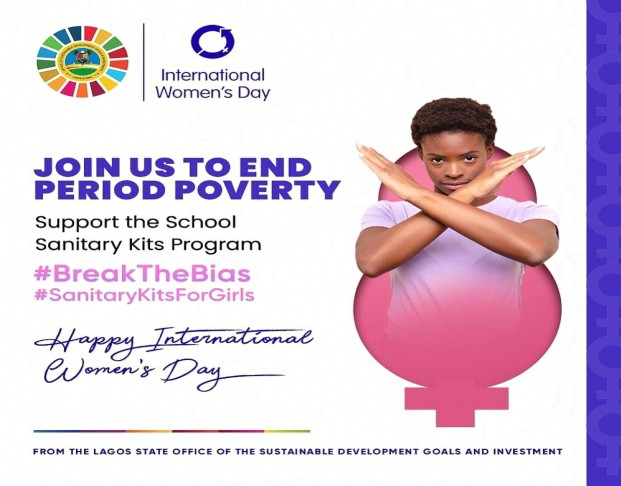 International
Women's Day
JOIN US TO END
PERIOD POVERTY
Support the School
Sanitary Kits Program
#BreakTheBias
#SanitaryKitsForGirls
Happy International
Women's Day
FROM THE LAGOS STATE OFFICE OF THE SUSTAINABLE DEVELOPMENT GOALS AND INVESTMENT